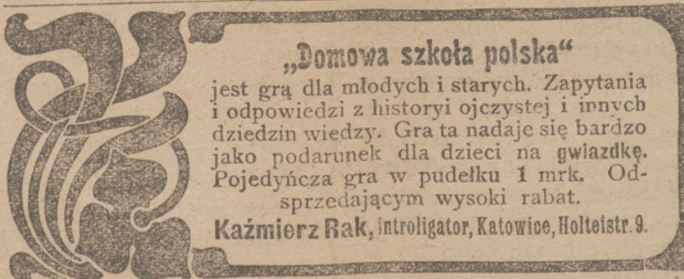 „Domowa szkoła polska“
jest grą dla młodych i starych. Zapytania
i odpowiedzi z historyi ojczystej i innych
dziedzin wiedzy. Gra ta nadaje się bardzo
jako podarunek dla dzieci na gwiazdkę.
Pojedyńcza gra w pudełku 1 mrk. Od-
sprzedającym wysoki rabat.
Kaźmierz Rak, introligator, Katowice, Holteistr. 9.